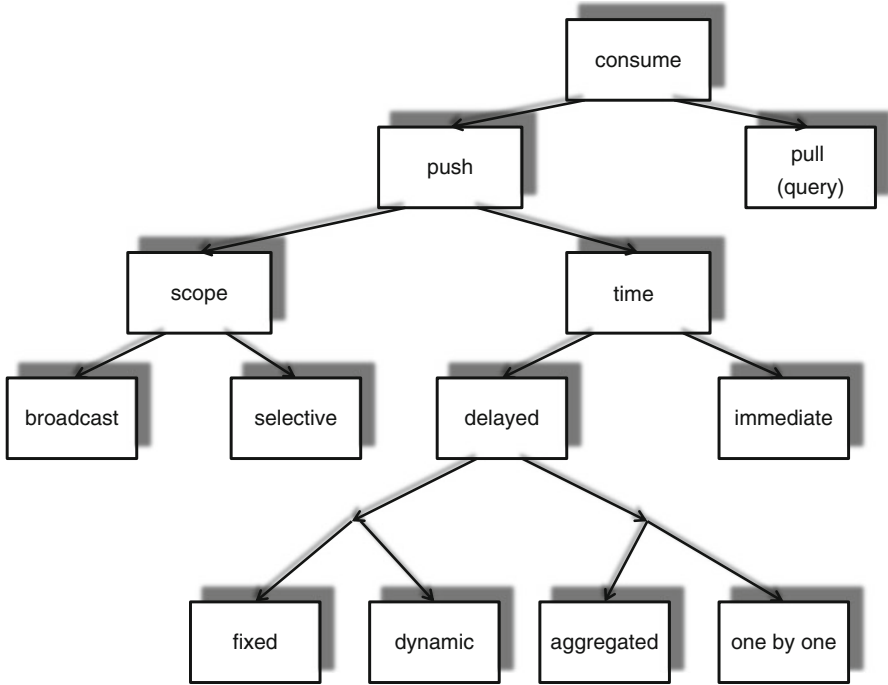 consume
push
pull
(query)
scope
time
broadcast
selective
delayed
immediate
fixed
dynamic
aggregated
one by one